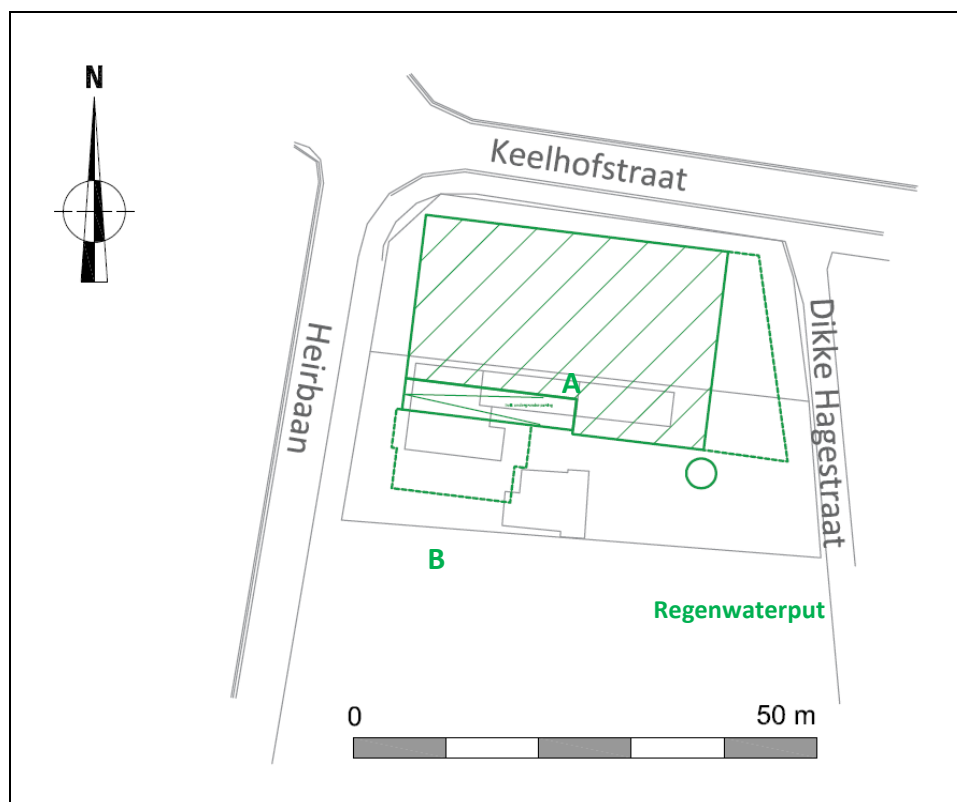 N
Keelhofstraat
Heirbaan
Dikke Hagestraat
A
B
Regenwaterput
0 50 m